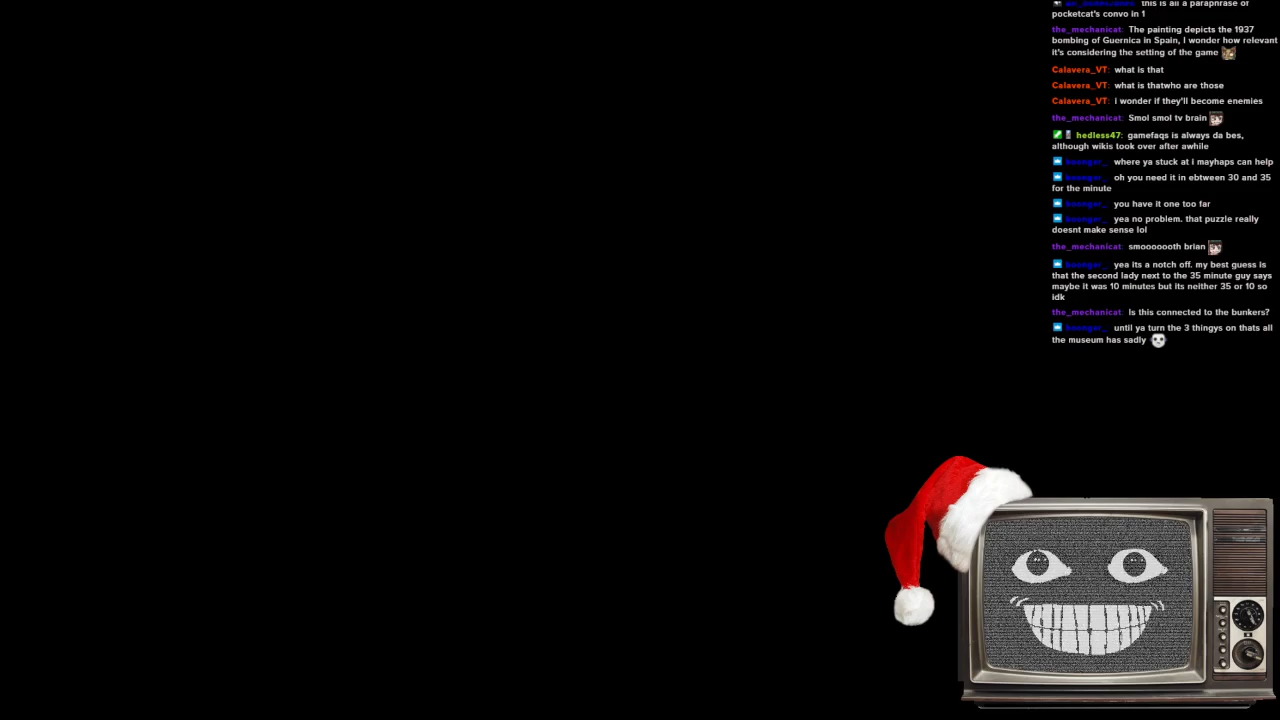 this is all a paraphrase of
pocketcat's convo in 1
the_mechanicat: The painting depicts the 1937
bombing of Guernica in Spain, I wonder how relevant
it's considering the setting of the game
Calavera_VT: what is that
Calavera_VT: what is thatwho are those
Calavera_VT: i wonder if they'll become enemies
the_mechanicat: Smol smol tv brain
hedless47: gamefaqs is always da bes,
although wikis took over after awhile
where ya stuck at i mayhaps can help
oh you need it in ebtween 30 and 35
for the minute
you have it one too far
yea no problem. that puzzle really
doesnt make sense lol
the_mechanicat: smooooooth brian
yea its a notch off. my best guess is
that the second lady next to the 35 minute guy says
maybe it was 10 minutes but its neither 35 or 10 so
idk
the_mechanicat: Is this connected to the bunkers?
until ya turn the 3 thingys on thats all
the museum has sadly